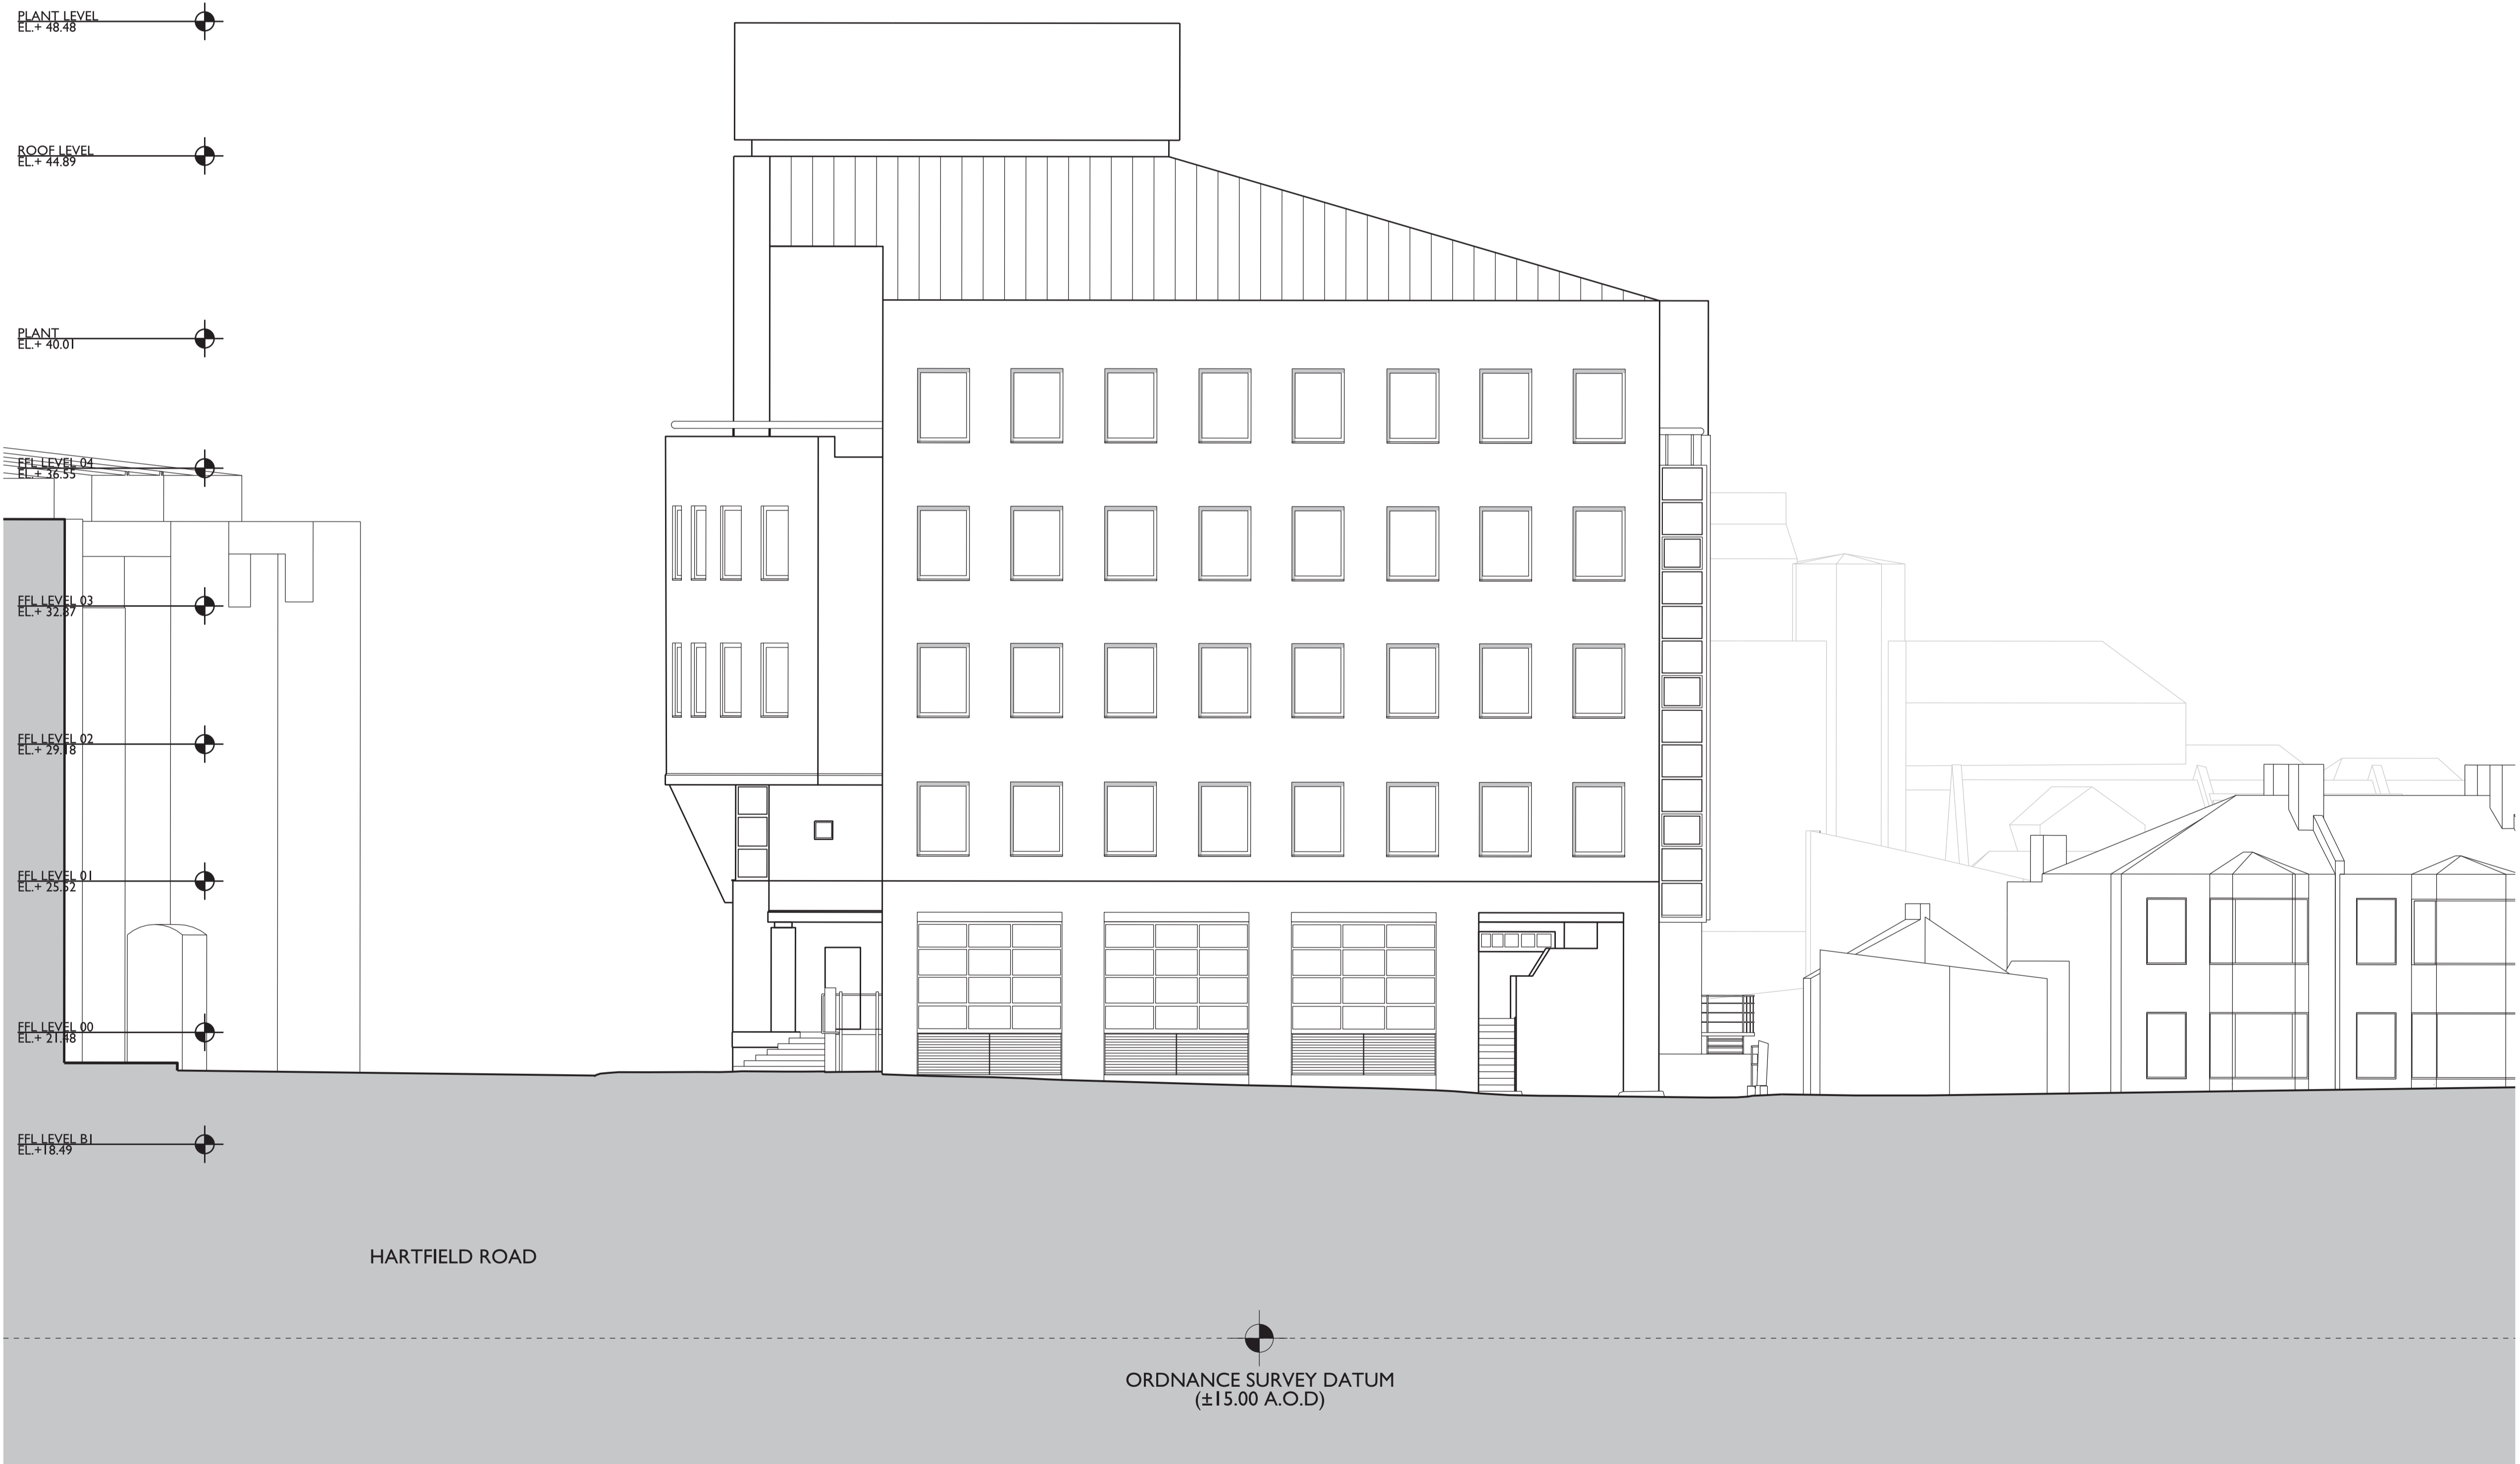 PLANT LEVEL
EL.+ 48.48
ROOF LEVEL
EL.+ 44.89
PLANT
EL.+ 40.01
FFL LEVEL 04
EL.+ 36.55
FFL LEVEL 03
EL.+ 32.87
FFL LEVEL 02
EL.+ 29.18
FFL LEVEL 01
EL.+ 25.52
FFL LEVEL 00
EL.+ 21.48
FFL LEVEL B1
EL.+18.49
HARTFIELD ROAD
ORDNANCE SURVEY DATUM
(±15.00 A.O.D)